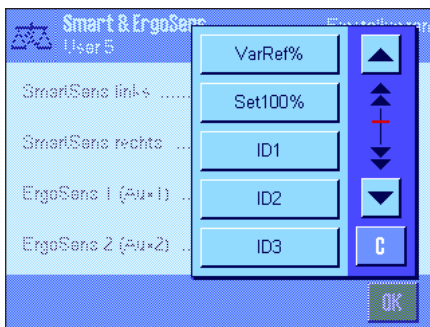 Smart & ErgoSens
User 5
VarRef%
Set100%
SmartSens links ......
ID1
SmartSens rechts ...
ID2
ErgoSens 1 (Aux1) ..
ID3
ErgoSens 2 (Aux2) ..
C
OK